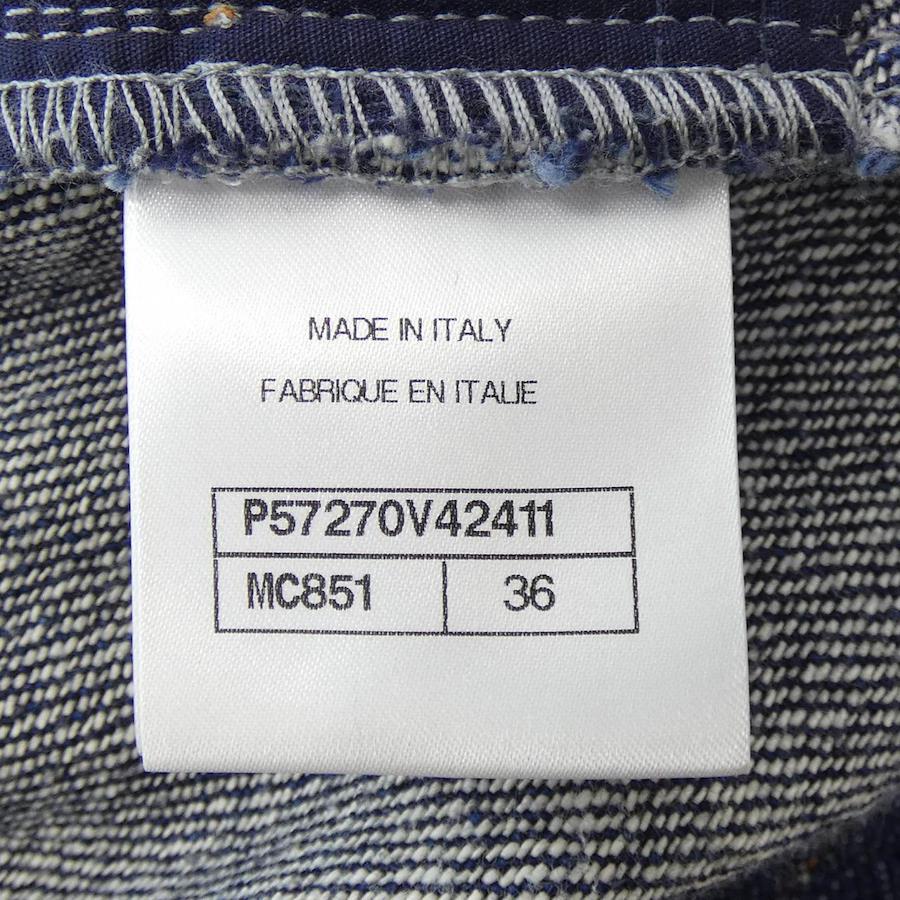 MADE IN ITALY
FABRIQUE EN ITALIE
P57270V42411
MC851 36